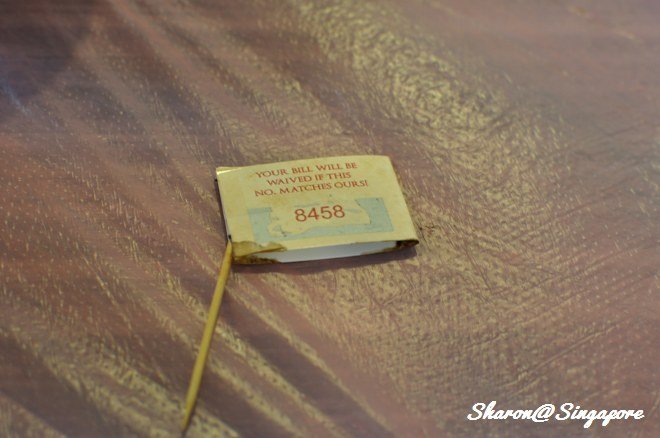 YOUR BILL WILL BE
WAIVED IF THIS
NO. MATCHES OURS!
8458
Sharon@Singapore